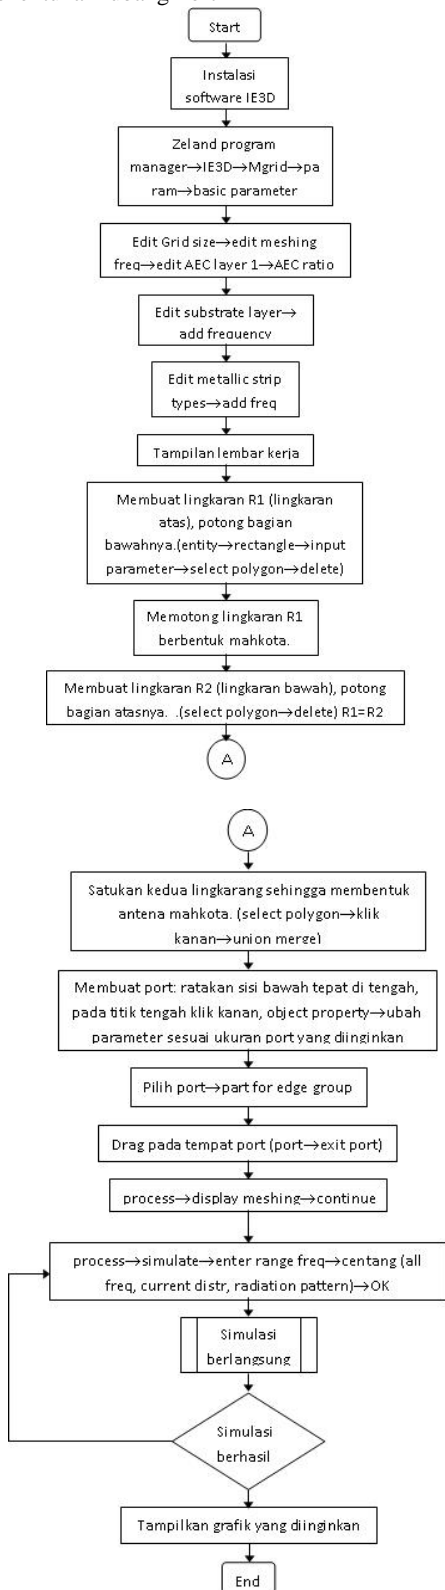 Start
Instalasi
software IE3D
Zeland program
manager→IE3D→Mgrid→pa
ram→basic parameter
Edit Grid size→edit meshing
freq→edit AEC layer 1→AEC ratio
Edit substrate layer→
add frequency
Edit metallic strip
types→add freq
Tampilan lembar kerja
Membuat lingkaran R1 (lingkaran
atas), potong bagian
bawahnya.(entity→rectangle→input
parameter→select polygon→delete)
Memotong lingkaran R1
berbentuk mahkota.
Membuat lingkaran R2 (lingkaran bawah), potong
bagian atasnya. .(select polygon→delete) R1=R2
A
A
Satukan kedua lingkarang sehingga membentuk
antena mahkota. (select polygon→klik
kanan→union merge)
Membuat port: ratakan sisi bawah tepat di tengah,
pada titik tengah klik kanan, object property→ubah
parameter sesuai ukuran port yang diinginkan
Pilih port→part for edge group
Drag pada tempat port (port→exit port)
process→display meshing→continue
process→simulate→enter range freq→centang (all
freq, current distr, radiation pattern)→OK
Simulasi
berlangsung
Simulasi
berhasil
Tampilkan grafik yang diinginkan
End